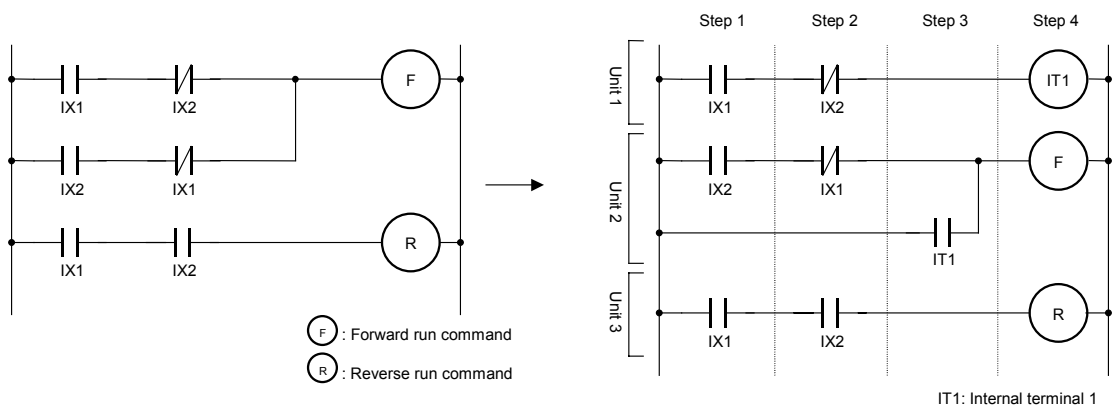 IX1 IX2 F
IX2 IX1
IX1 IX2 R
F : Forward run command
R : Reverse run command
Step 1 Step 2 Step 3 Step 4
Unit 1
IX1 IX2 IT1
Unit 2
IX2 IX1 F
IT1
Unit 3
IX1 IX2 R
IT1: Internal terminal 1